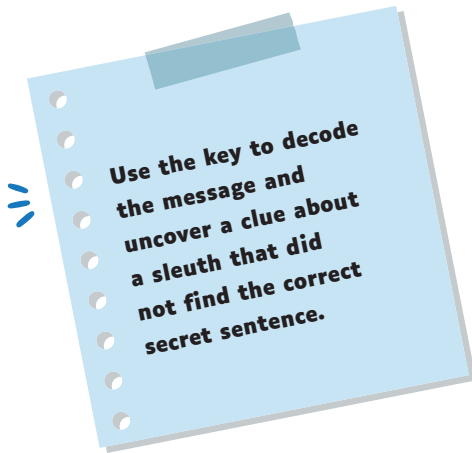 Use the key to decode
the message and
uncover a clue about
a sleuth that did
not find the correct
secret sentence.